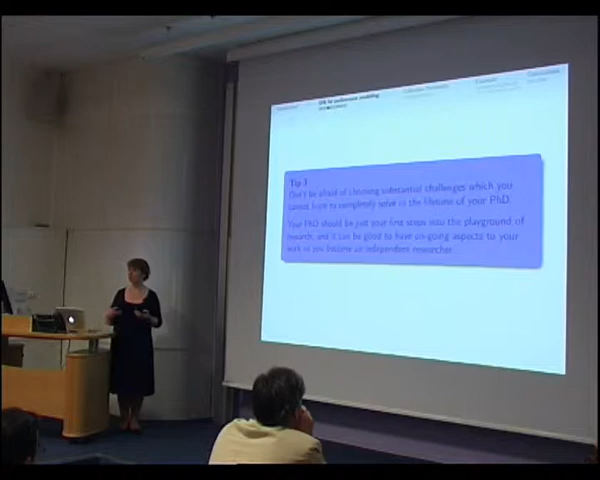 Tip 3
Don't be afraid of choosing substantial challenges which you
cannot hope to completely solve in the lifetime of your PhD.
Your PhD should be just your first steps into the playground of
research, and it can be good to have on-going aspects to your
work as you become an independent researcher.